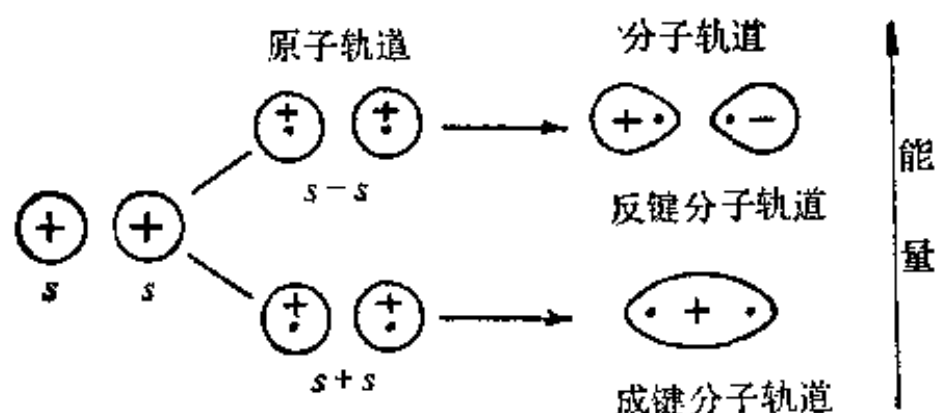 原子轨道
分子轨道
+ +
+ -
s - s
反键分子轨道
+ +
s s
+ +
+
s + s
成键分子轨道
能
量